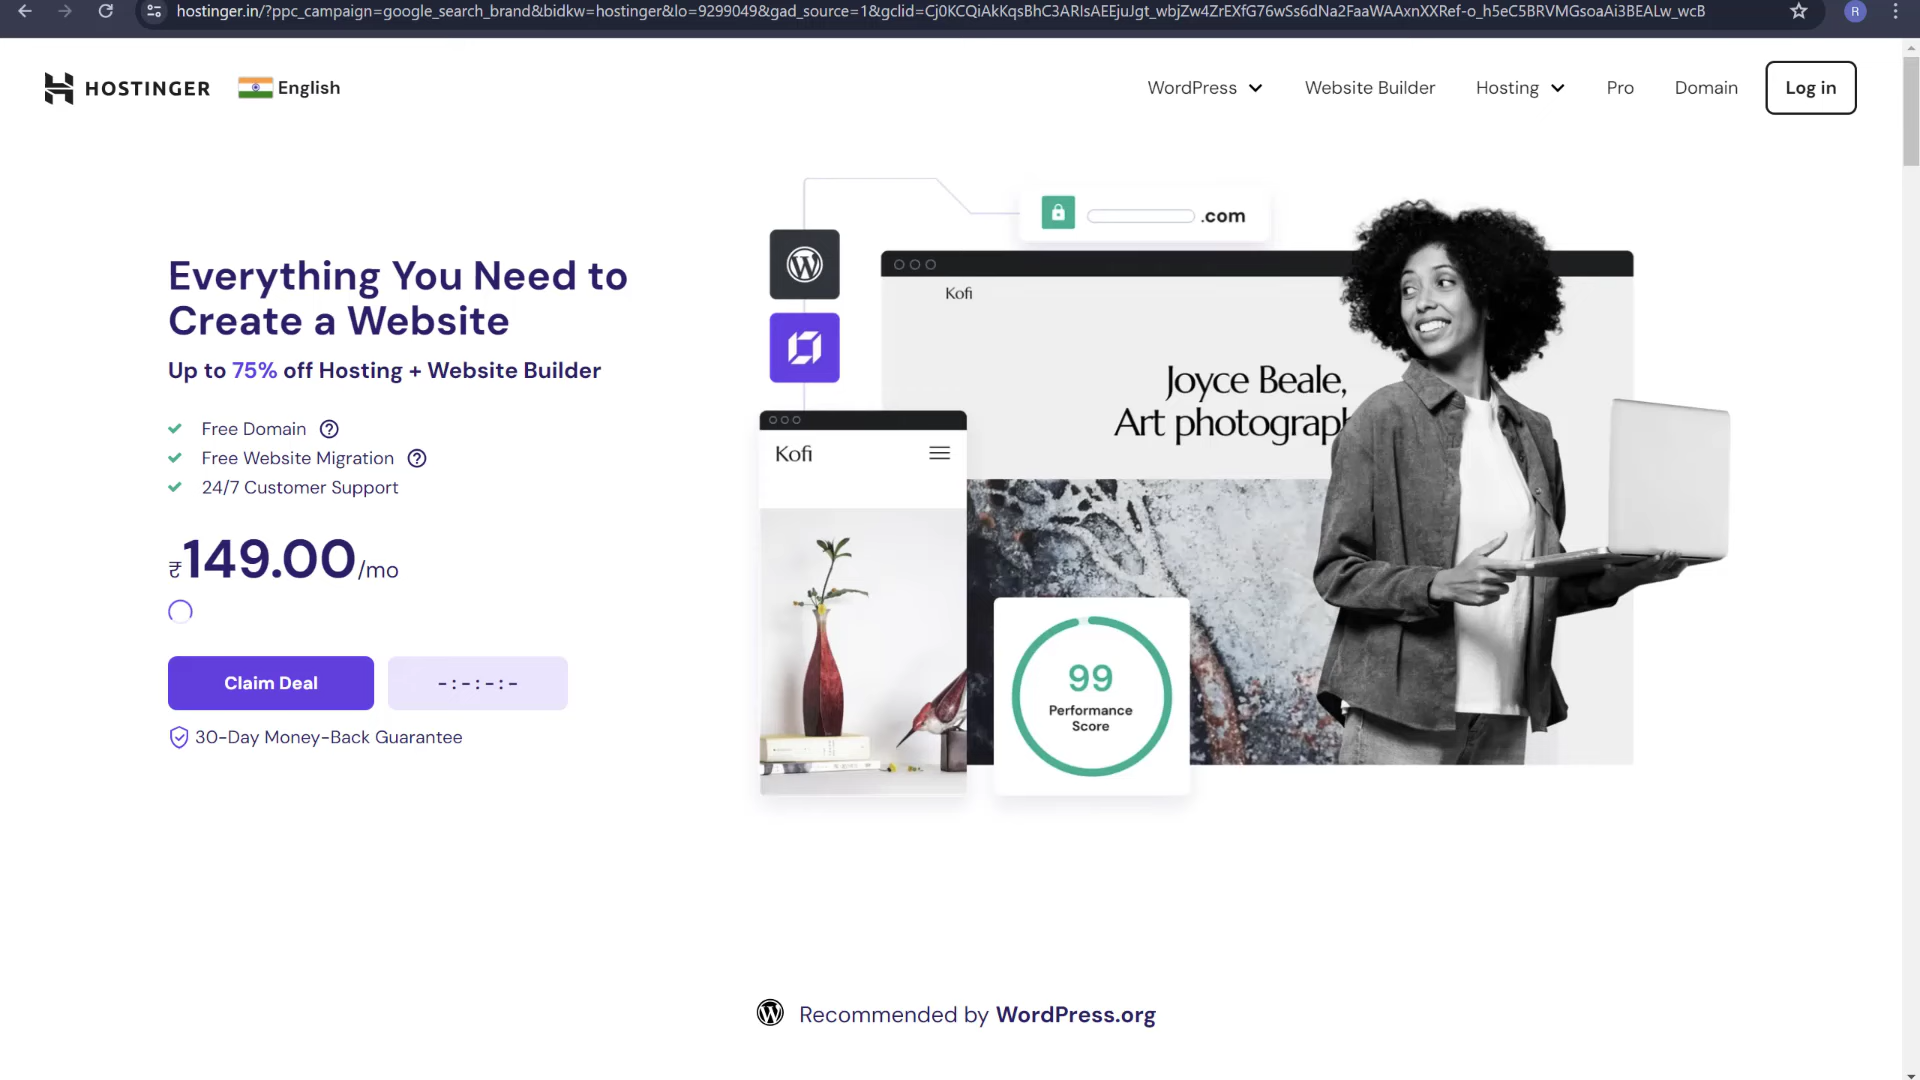 hostinger.in/?ppc_campaign=google_search_brand&bidkw=hostinger&lo=9299049&gad_source=1&gclid=Cj0KCQiAkKqsBhC3ARIsAEEjuJgt_wbjZw4ZrEXfG76wSs6dNa2FaaWAAxnXXRef-o_h5eC5BRVMGsoaAi3BEALw_wcB
R
HOSTINGER English WordPress Website Builder Hosting Pro Domain Log in
.com
Kofi
Everything You Need to
Create a Website
Up to 75% off Hosting + Website Builder
Joyce Beale,
Art photograph
Kofi
Free Domain
Free Website Migration
24/7 Customer Support
₹149.00/mo
Claim Deal -:-:-:-
30-Day Money-Back Guarantee
99
Performance
Score
Recommended by WordPress.org